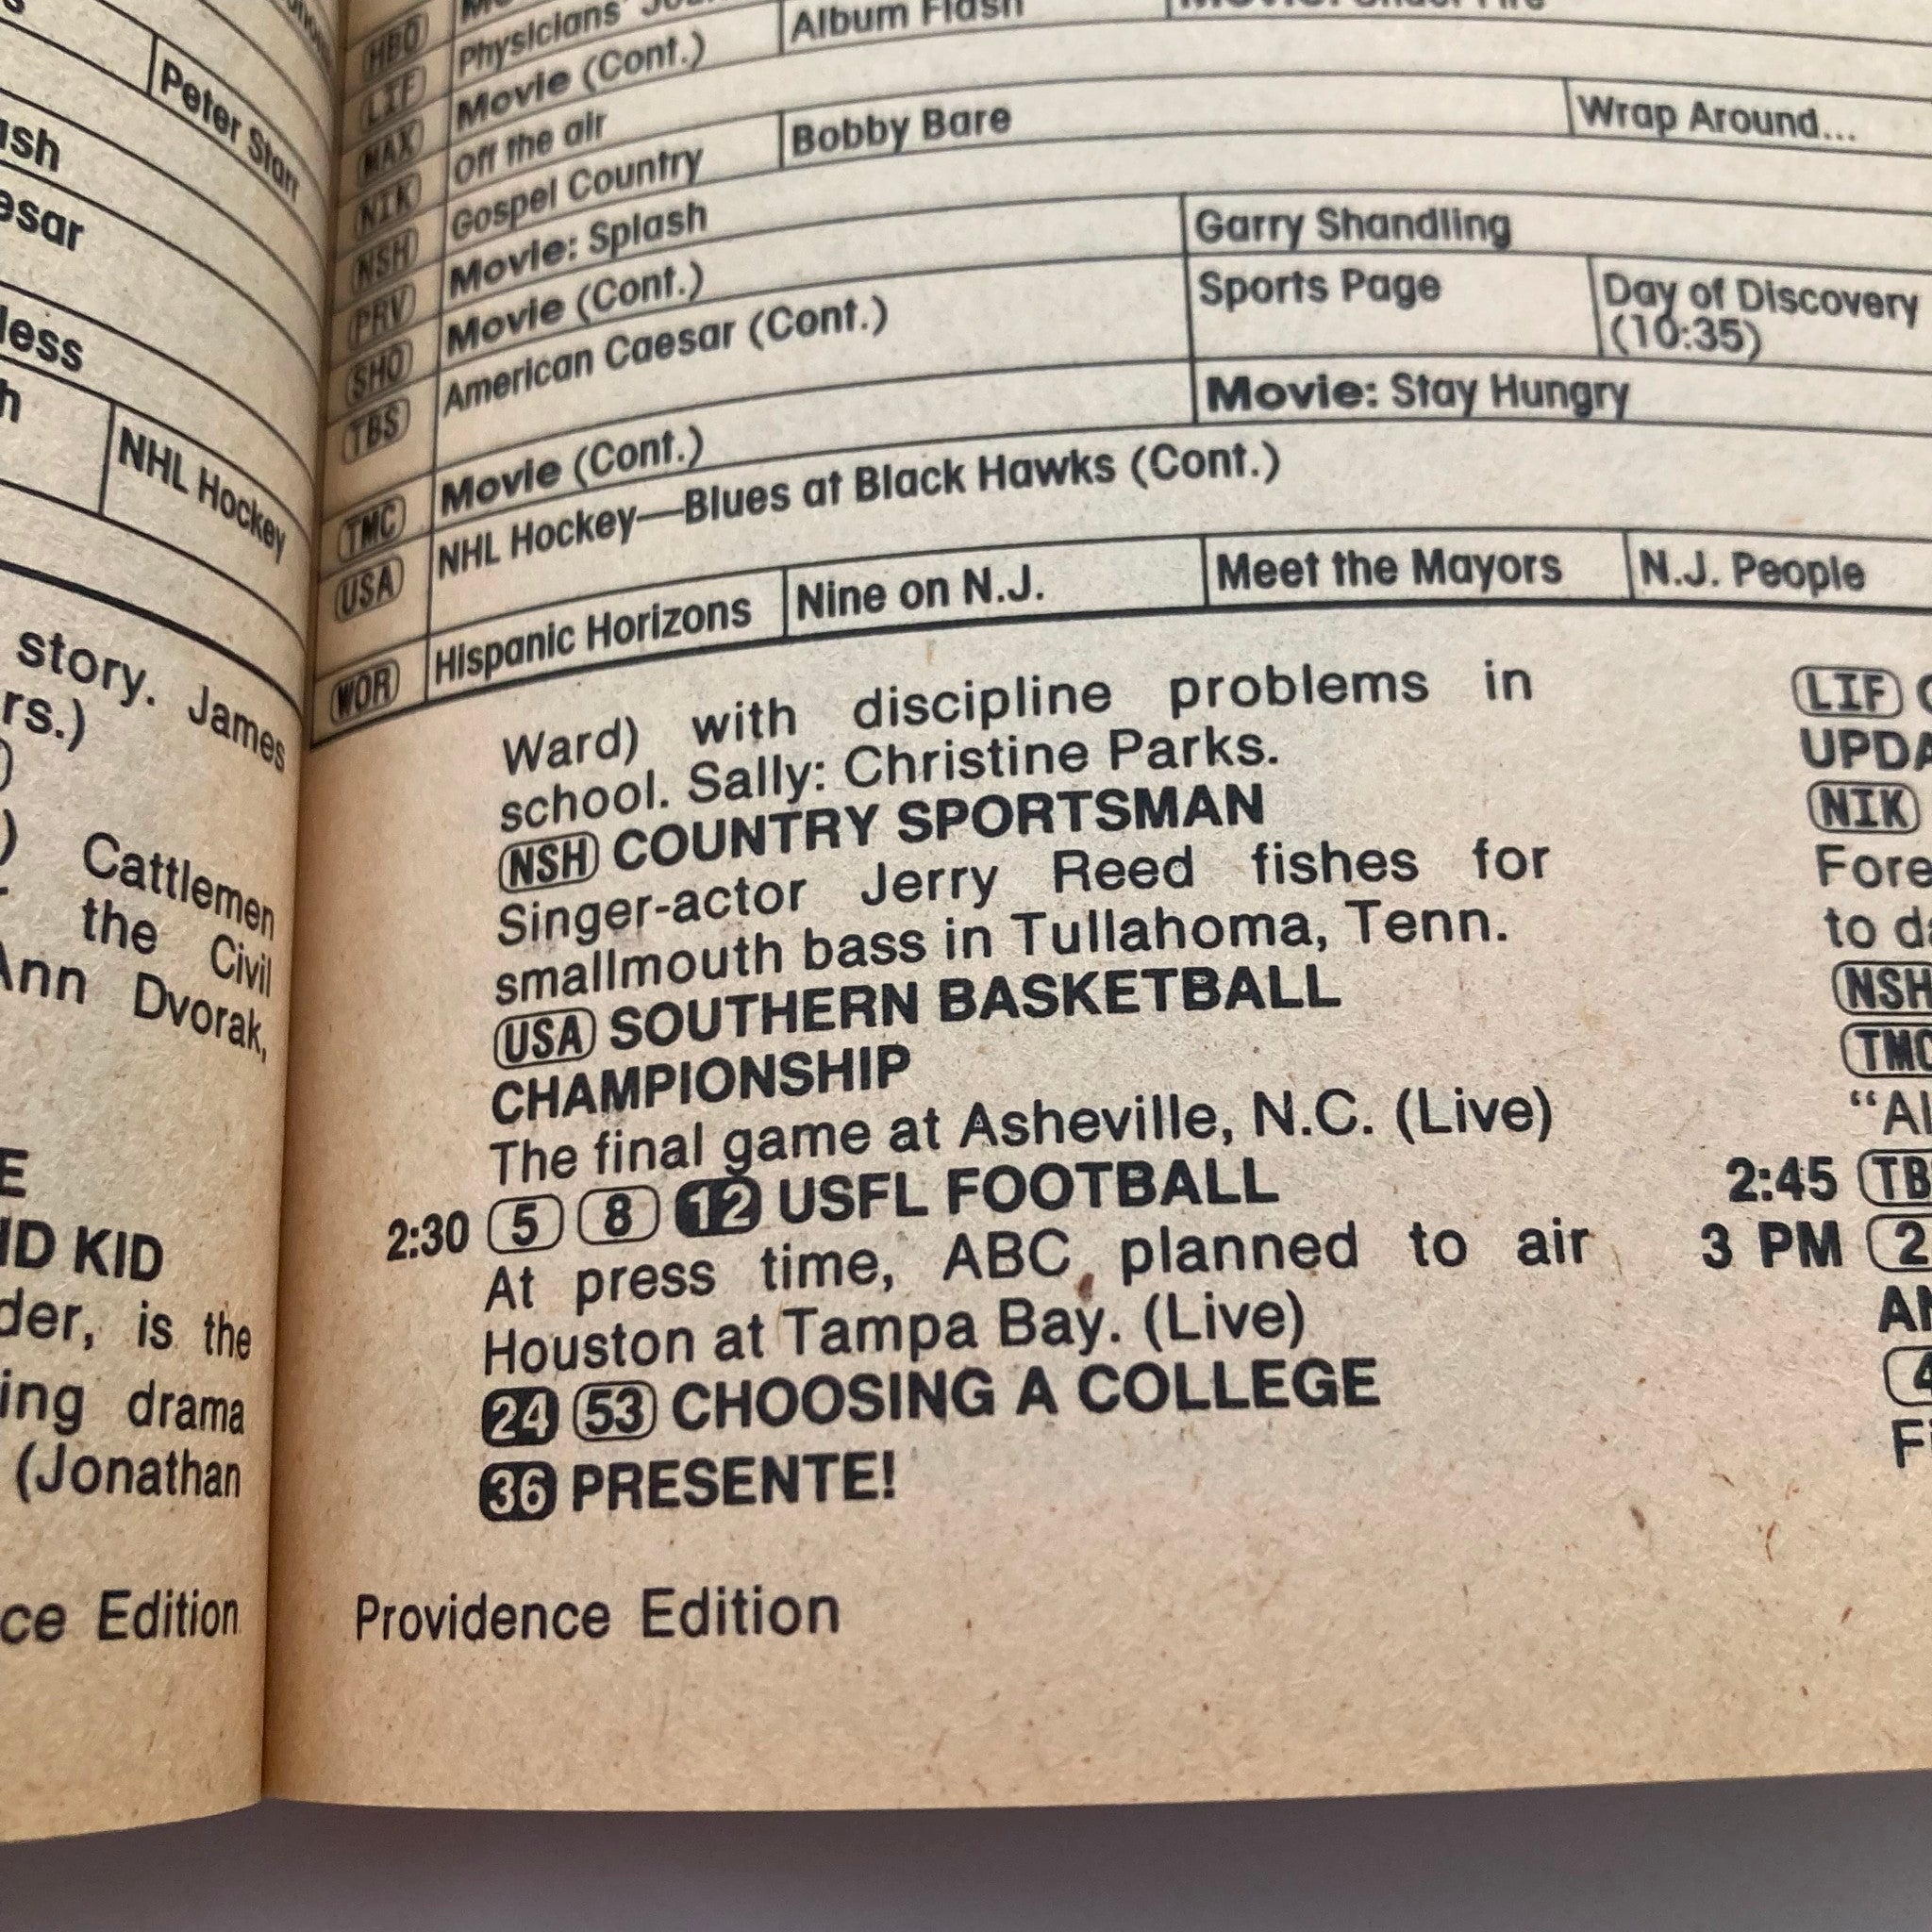 story. James
rs.)
Cattlemen
the Civil
Ann Dvorak,
KID
is the
drama
(Jonathan
Edition
Peter Starr
NHL Hockey
HBO
LIF Physicians'
MAX Movie (Cont.) Album Flash
NIK Off the air
NSH Gospel Country Bobby Bare Wrap Around...
PRV Movie: Splash
SHO Movie (Cont.) Garry Shandling
TBS American Caesar (Cont.) Sports Page Day of Discovery
(10:35)
TMC Movie (Cont.) Movie: Stay Hungry
USA NHL Hockey—Blues at Black Hawks (Cont.)
WOR Hispanic Horizons Nine on N.J. Meet the Mayors N.J. People
Ward) with discipline problems in
school. Sally: Christine Parks.
NSH COUNTRY SPORTSMAN
Singer-actor Jerry Reed fishes for
smallmouth bass in Tullahoma, Tenn.
USA SOUTHERN BASKETBALL
CHAMPIONSHIP
The final game at Asheville, N.C. (Live)
2:30 5 8 12 USFL FOOTBALL
At press time, ABC planned to air
Houston at Tampa Bay. (Live)
24 53 CHOOSING A COLLEGE
36 PRESENTE!
Providence Edition
LIF
NIK
to
NSH
TMC
2:45
3 PM 2
4